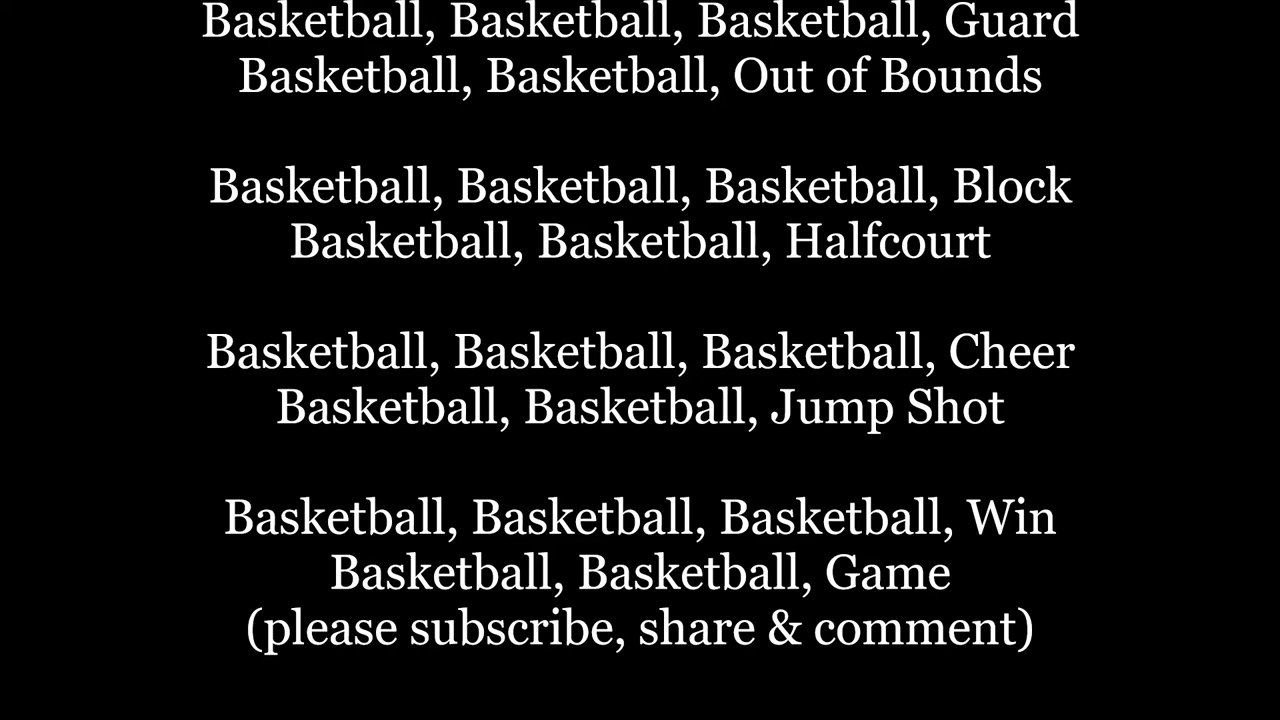 Basketball, Basketball, Basketball, Guard
Basketball, Basketball, Out of Bounds
Basketball, Basketball, Basketball, Block
Basketball, Basketball, Halfcourt
Basketball, Basketball, Basketball, Cheer
Basketball, Basketball, Jump Shot
Basketball, Basketball, Basketball, Win
Basketball, Basketball, Game
(please subscribe, share & comment)